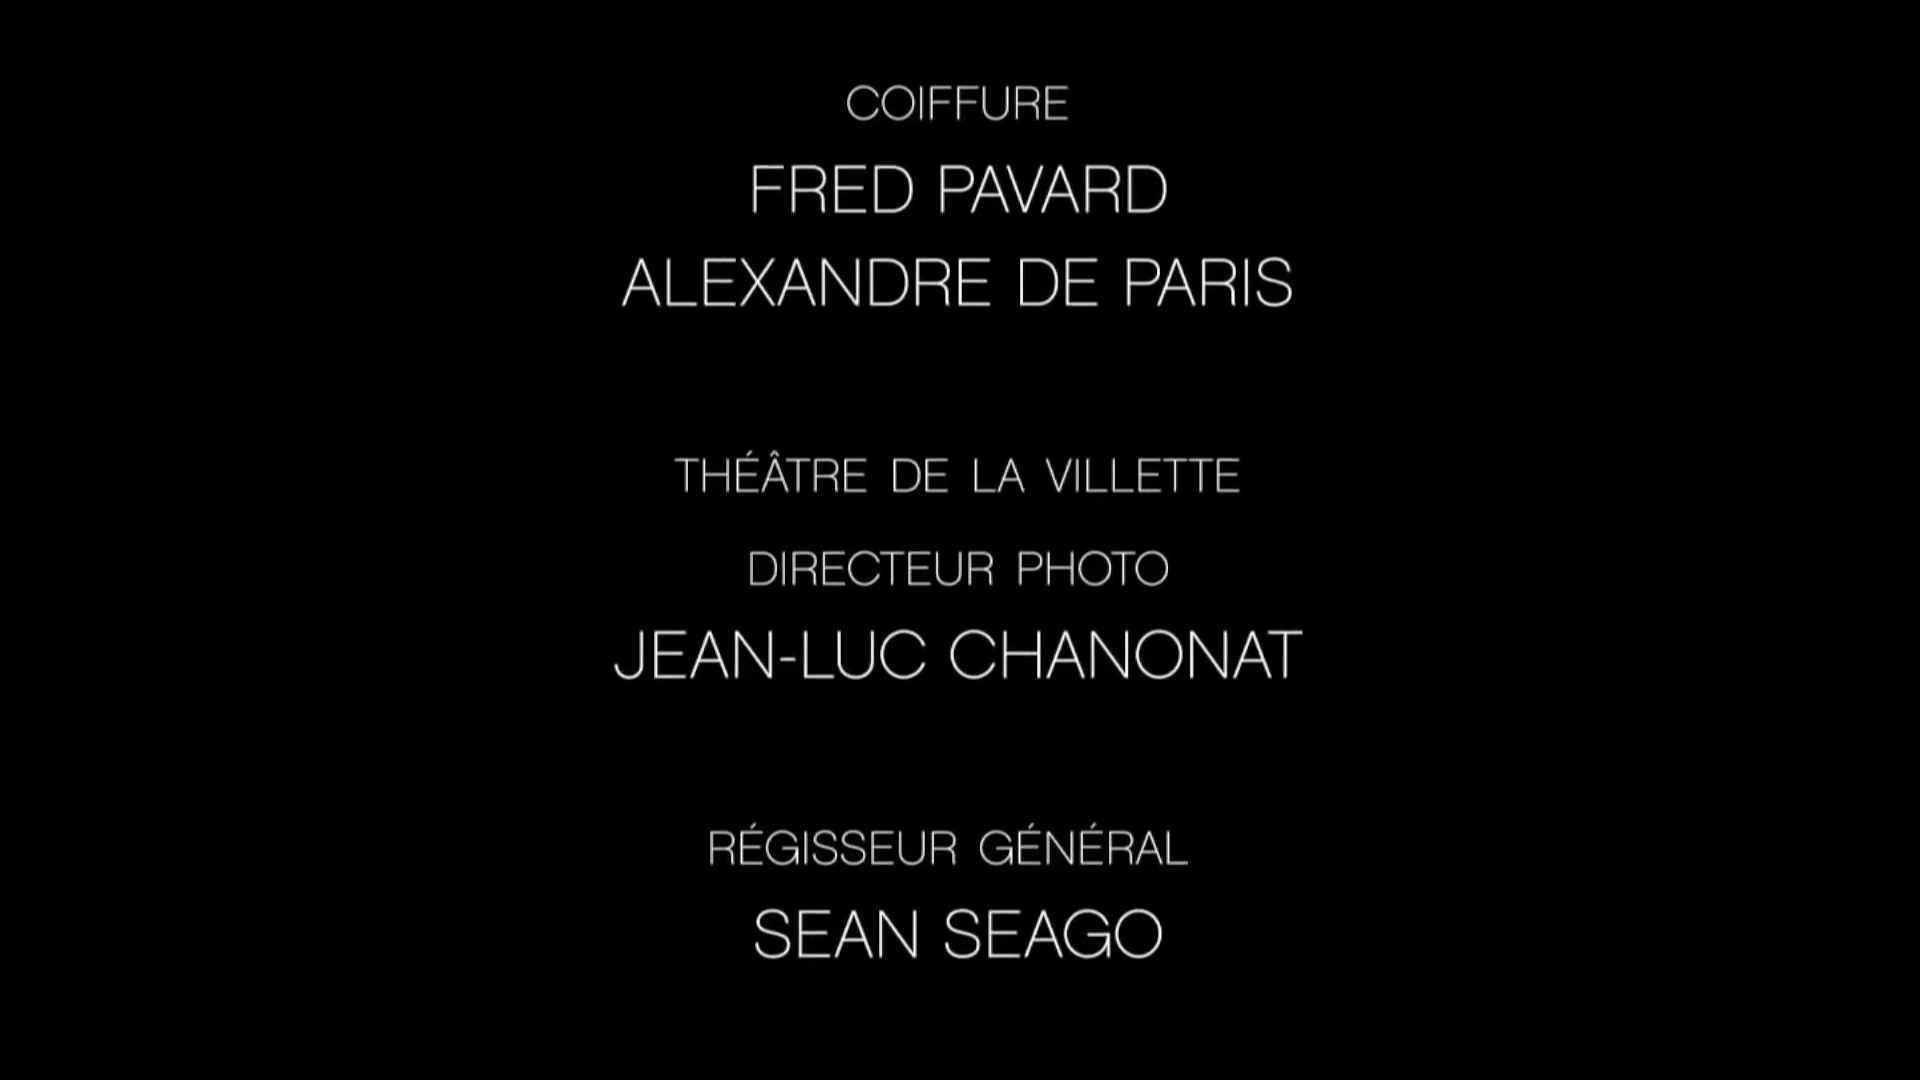 COIFFURE
FRED PAVARD
ALEXANDRE DE PARIS
THÉÂTRE DE LA VILLETTE
DIRECTEUR PHOTO
JEAN-LUC CHANONAT
RÉGISSEUR GÉNÉRAL
SEAN SEAGO